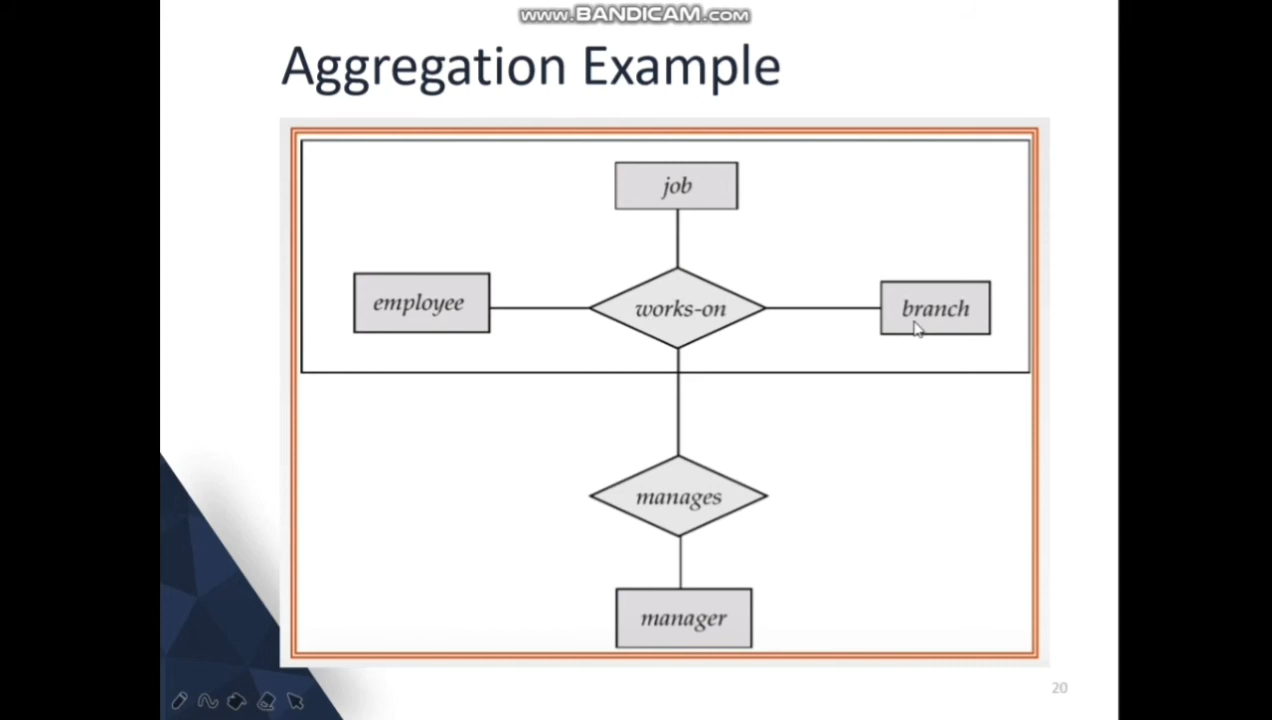 www.BANDICAM.com
Aggregation Example
job
employee
works-on
branch
manages
manager
20